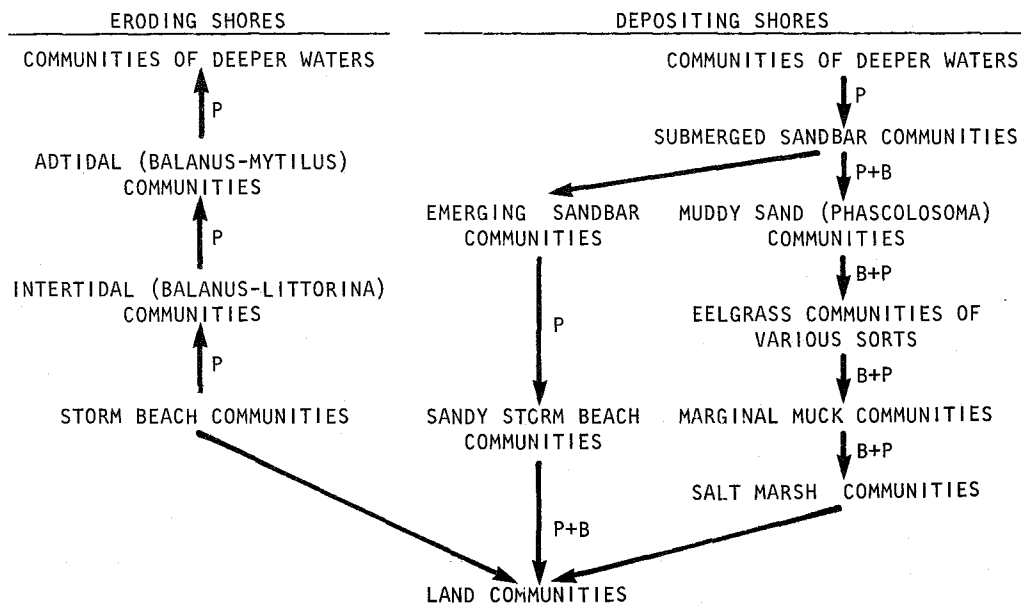 ERODING SHORES
COMMUNITIES OF DEEPER WATERS
P
ADTIDAL (BALANUS-MYTILUS)
COMMUNITIES
P
INTERTIDAL (BALANUS-LITTORINA)
COMMUNITIES
P
STORM BEACH COMMUNITIES
DEPOSITING SHORES
COMMUNITIES OF DEEPER WATERS
P
SUBMERGED SANDBAR COMMUNITIES
P+B
EMERGING SANDBAR
COMMUNITIES
P
SANDY STORM BEACH
COMMUNITIES
P+B
MUDDY SAND (PHASCOLOSOMA)
COMMUNITIES
B+P
EELGRASS COMMUNITIES OF
VARIOUS SORTS
B+P
MARGINAL MUCK COMMUNITIES
B+P
SALT MARSH COMMUNITIES
LAND COMMUNITIES